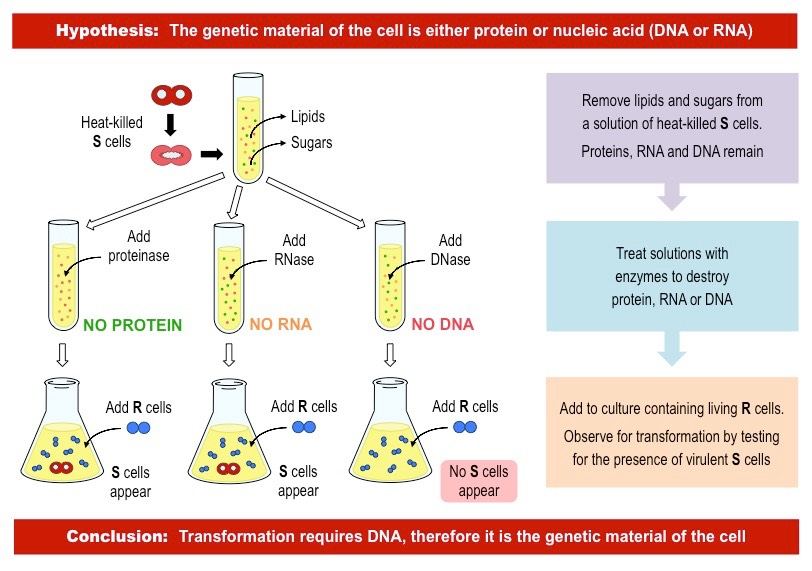 Hypothesis: The genetic material of the cell is either protein or nucleic acid (DNA or RNA)
Heat-killed
S cells
Lipids
Sugars
Add
proteinase
NO PROTEIN
Add
RNase
NO RNA
Add
DNase
NO DNA
Add R cells
S cells
appear
Add R cells
S cells
appear
Add R cells
No S cells
appear
Remove lipids and sugars from
a solution of heat-killed S cells.
Proteins, RNA and DNA remain
Treat solutions with
enzymes to destroy
protein, RNA or DNA
Add to culture containing living R cells.
Observe for transformation by testing
for the presence of virulent S cells
Conclusion: Transformation requires DNA, therefore it is the genetic material of the cell